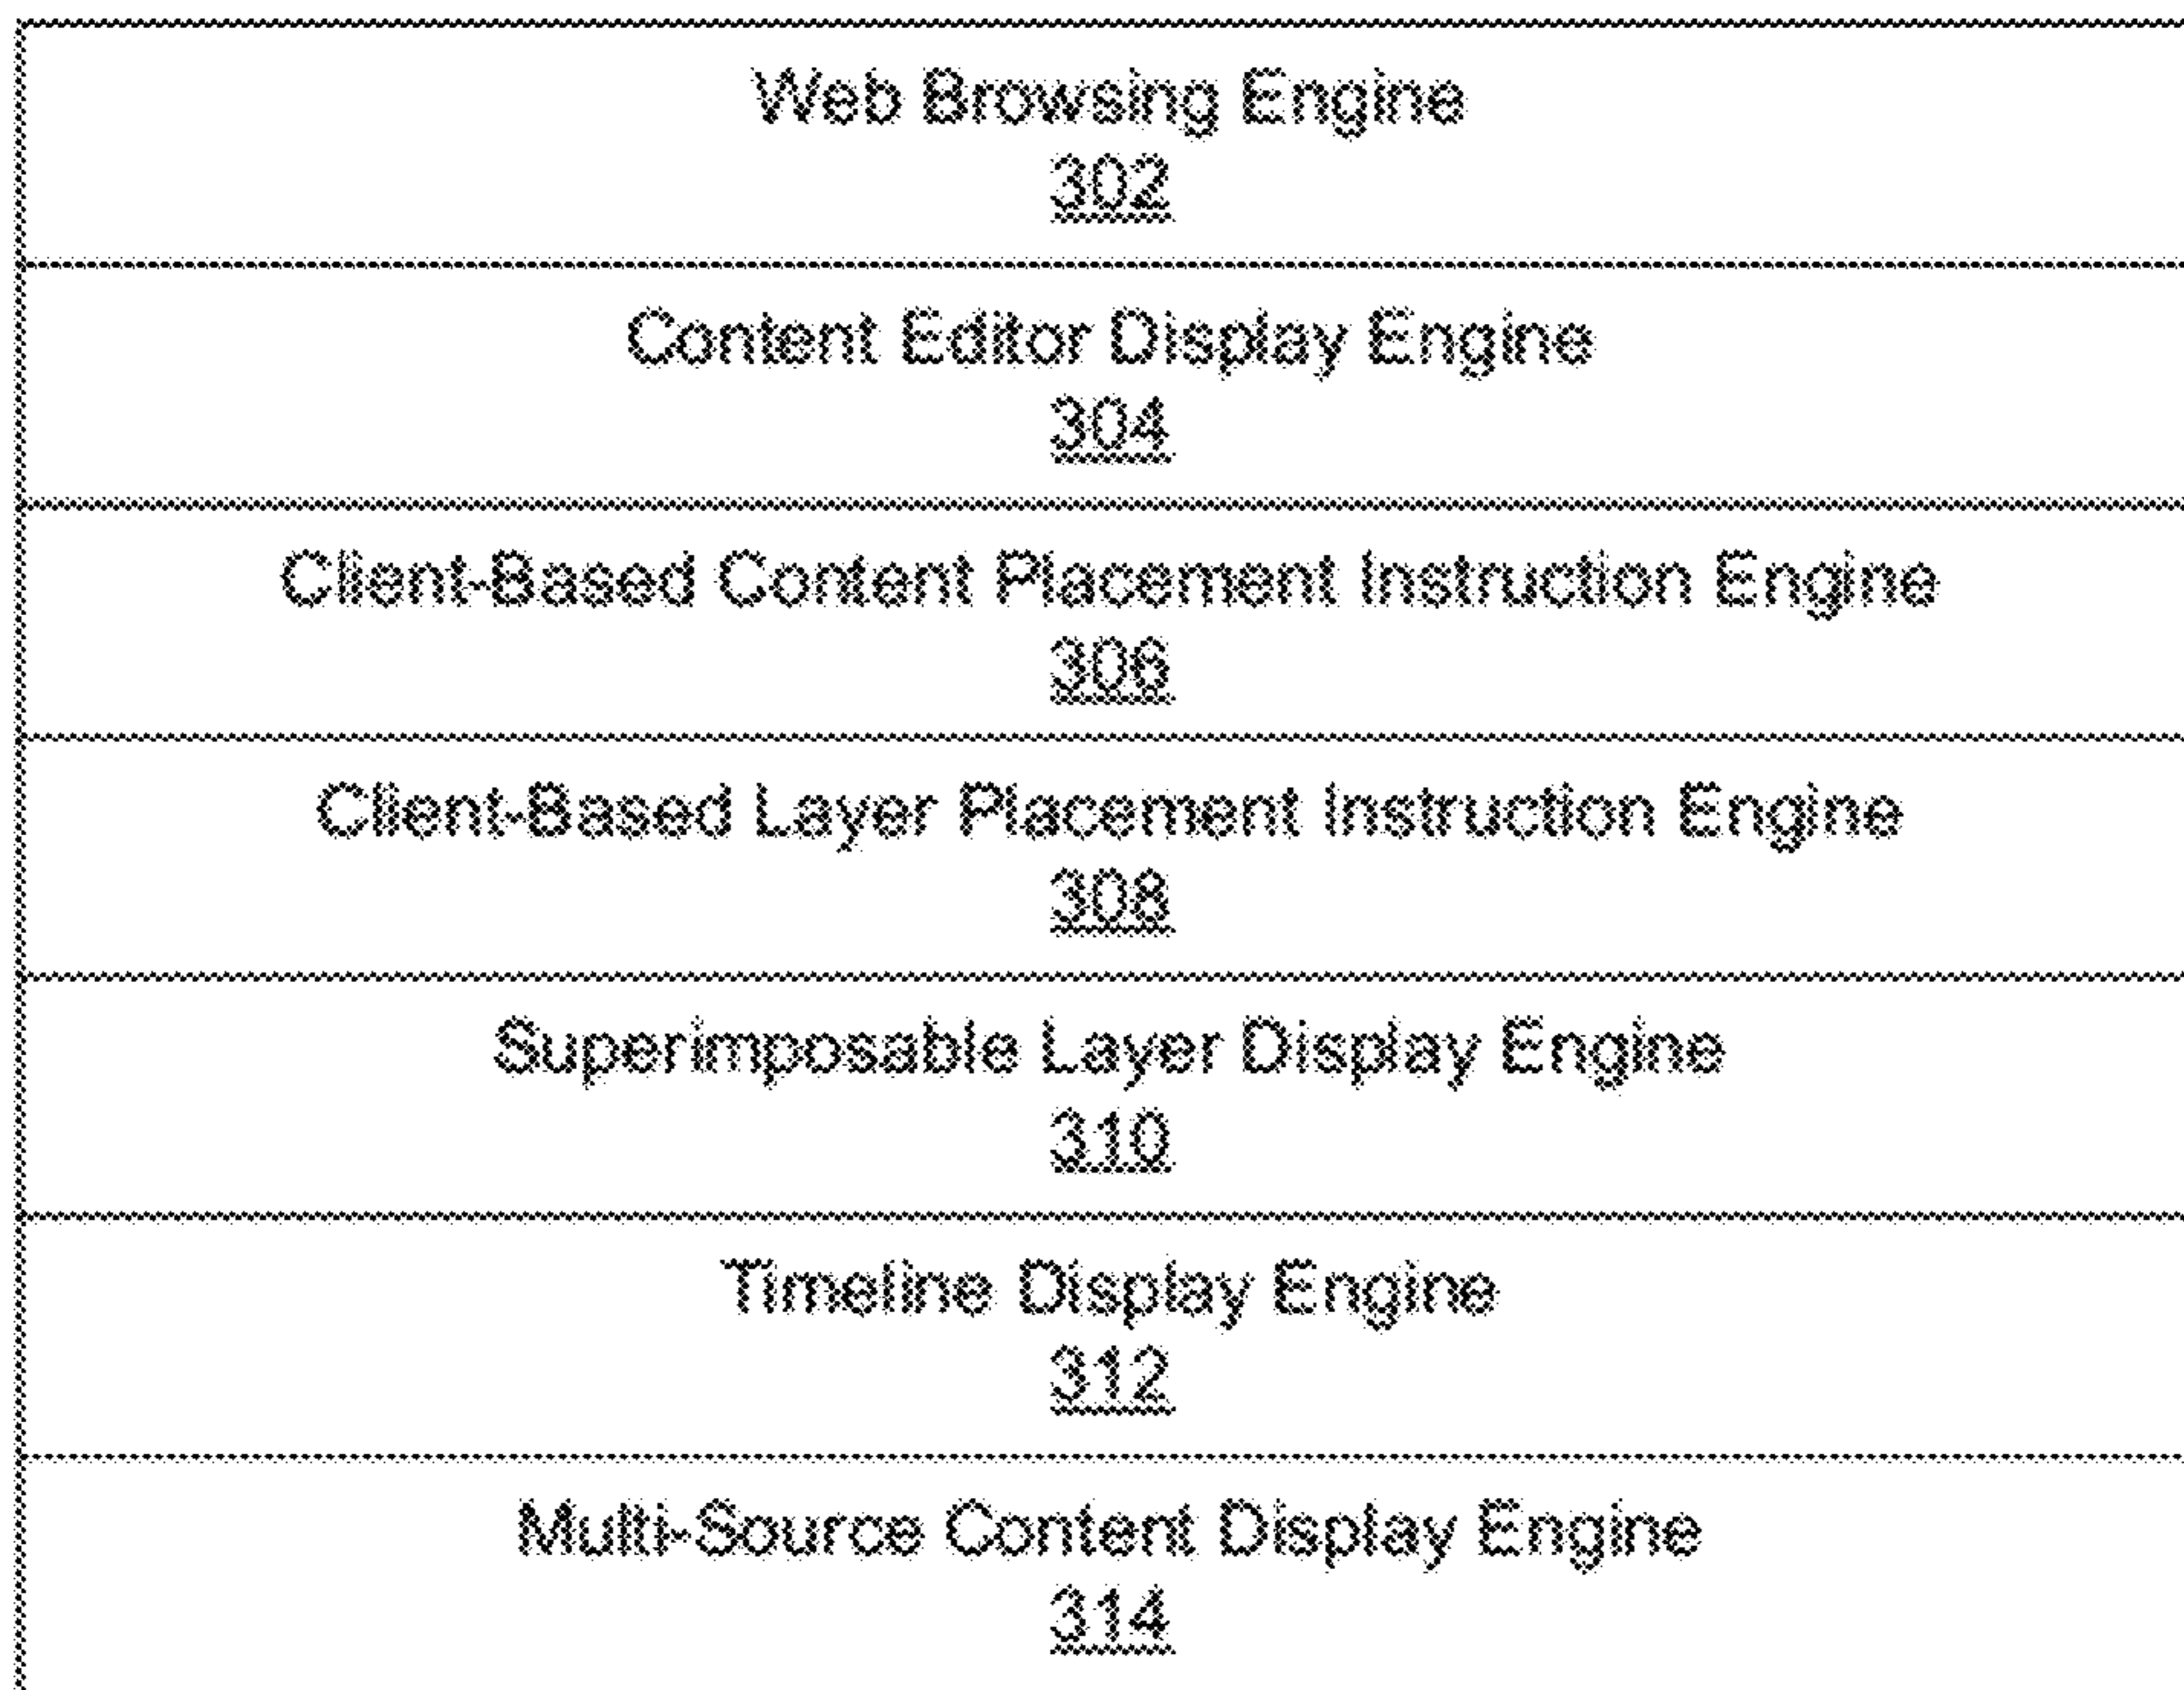 Web Browsing Engine
302
Content Editor Display Engine
304
Client-Based Content Placement Instruction Engine
306
Client-Based Layer Placement Instruction Engine
308
Superimposable Layer Display Engine
310
Timeline Display Engine
312
Multi-Source Content Display Engine
314